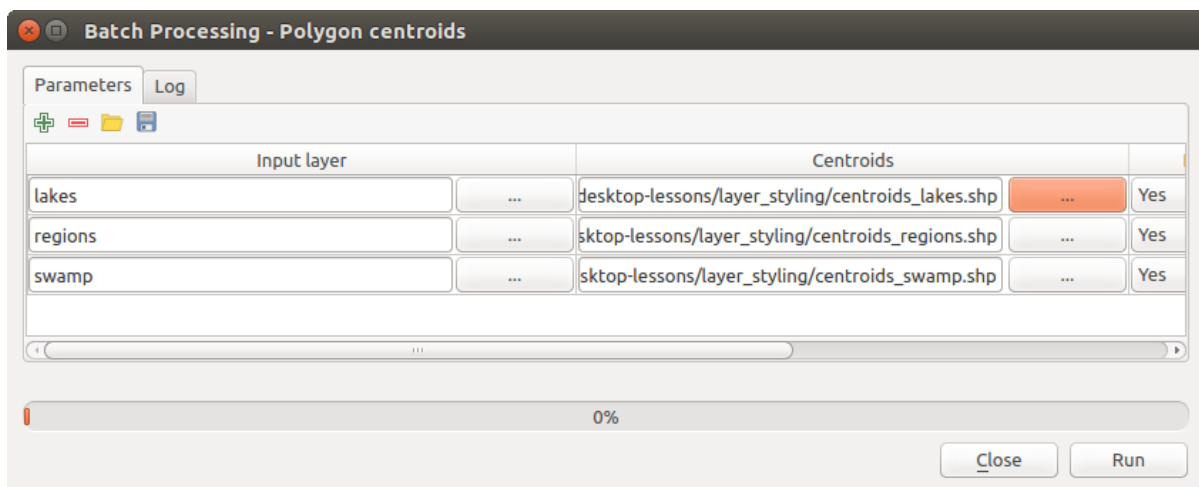 Batch Processing - Polygon centroids
Parameters Log
Input layer Centroids
lakes ... desktop-lessons/layer_styling/centroids_lakes.shp ... Yes
regions ... sktop-lessons/layer_styling/centroids_regions.shp ... Yes
swamp ... sktop-lessons/layer_styling/centroids_swamp.shp ... Yes
0%
Close Run